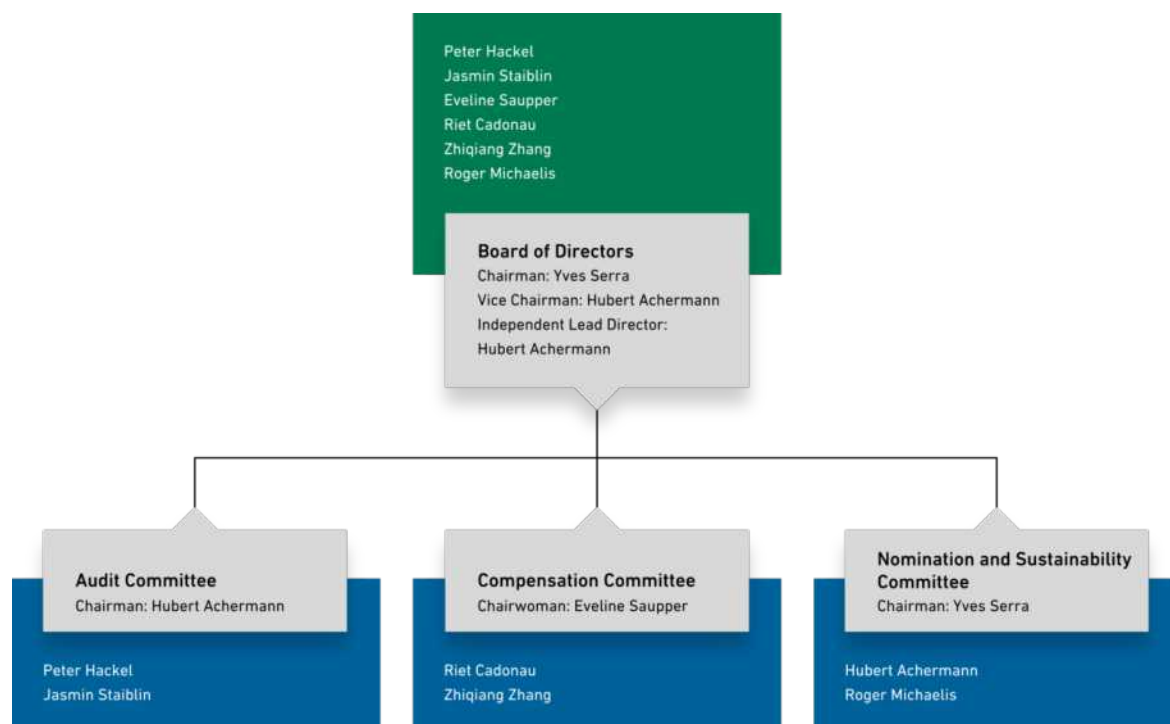 Peter Hackel
Jasmin Staiblin
Eveline Saupper
Riet Cadonau
Zhiqiang Zhang
Roger Michaelis
Board of Directors
Chairman: Yves Serra
Vice Chairman: Hubert Achermann
Independent Lead Director:
Hubert Achermann
Audit Committee
Chairman: Hubert Achermann
Peter Hackel
Jasmin Staiblin
Compensation Committee
Chairwoman: Eveline Saupper
Riet Cadonau
Zhiqiang Zhang
Nomination and Sustainability
Committee
Chairman: Yves Serra
Hubert Achermann
Roger Michaelis